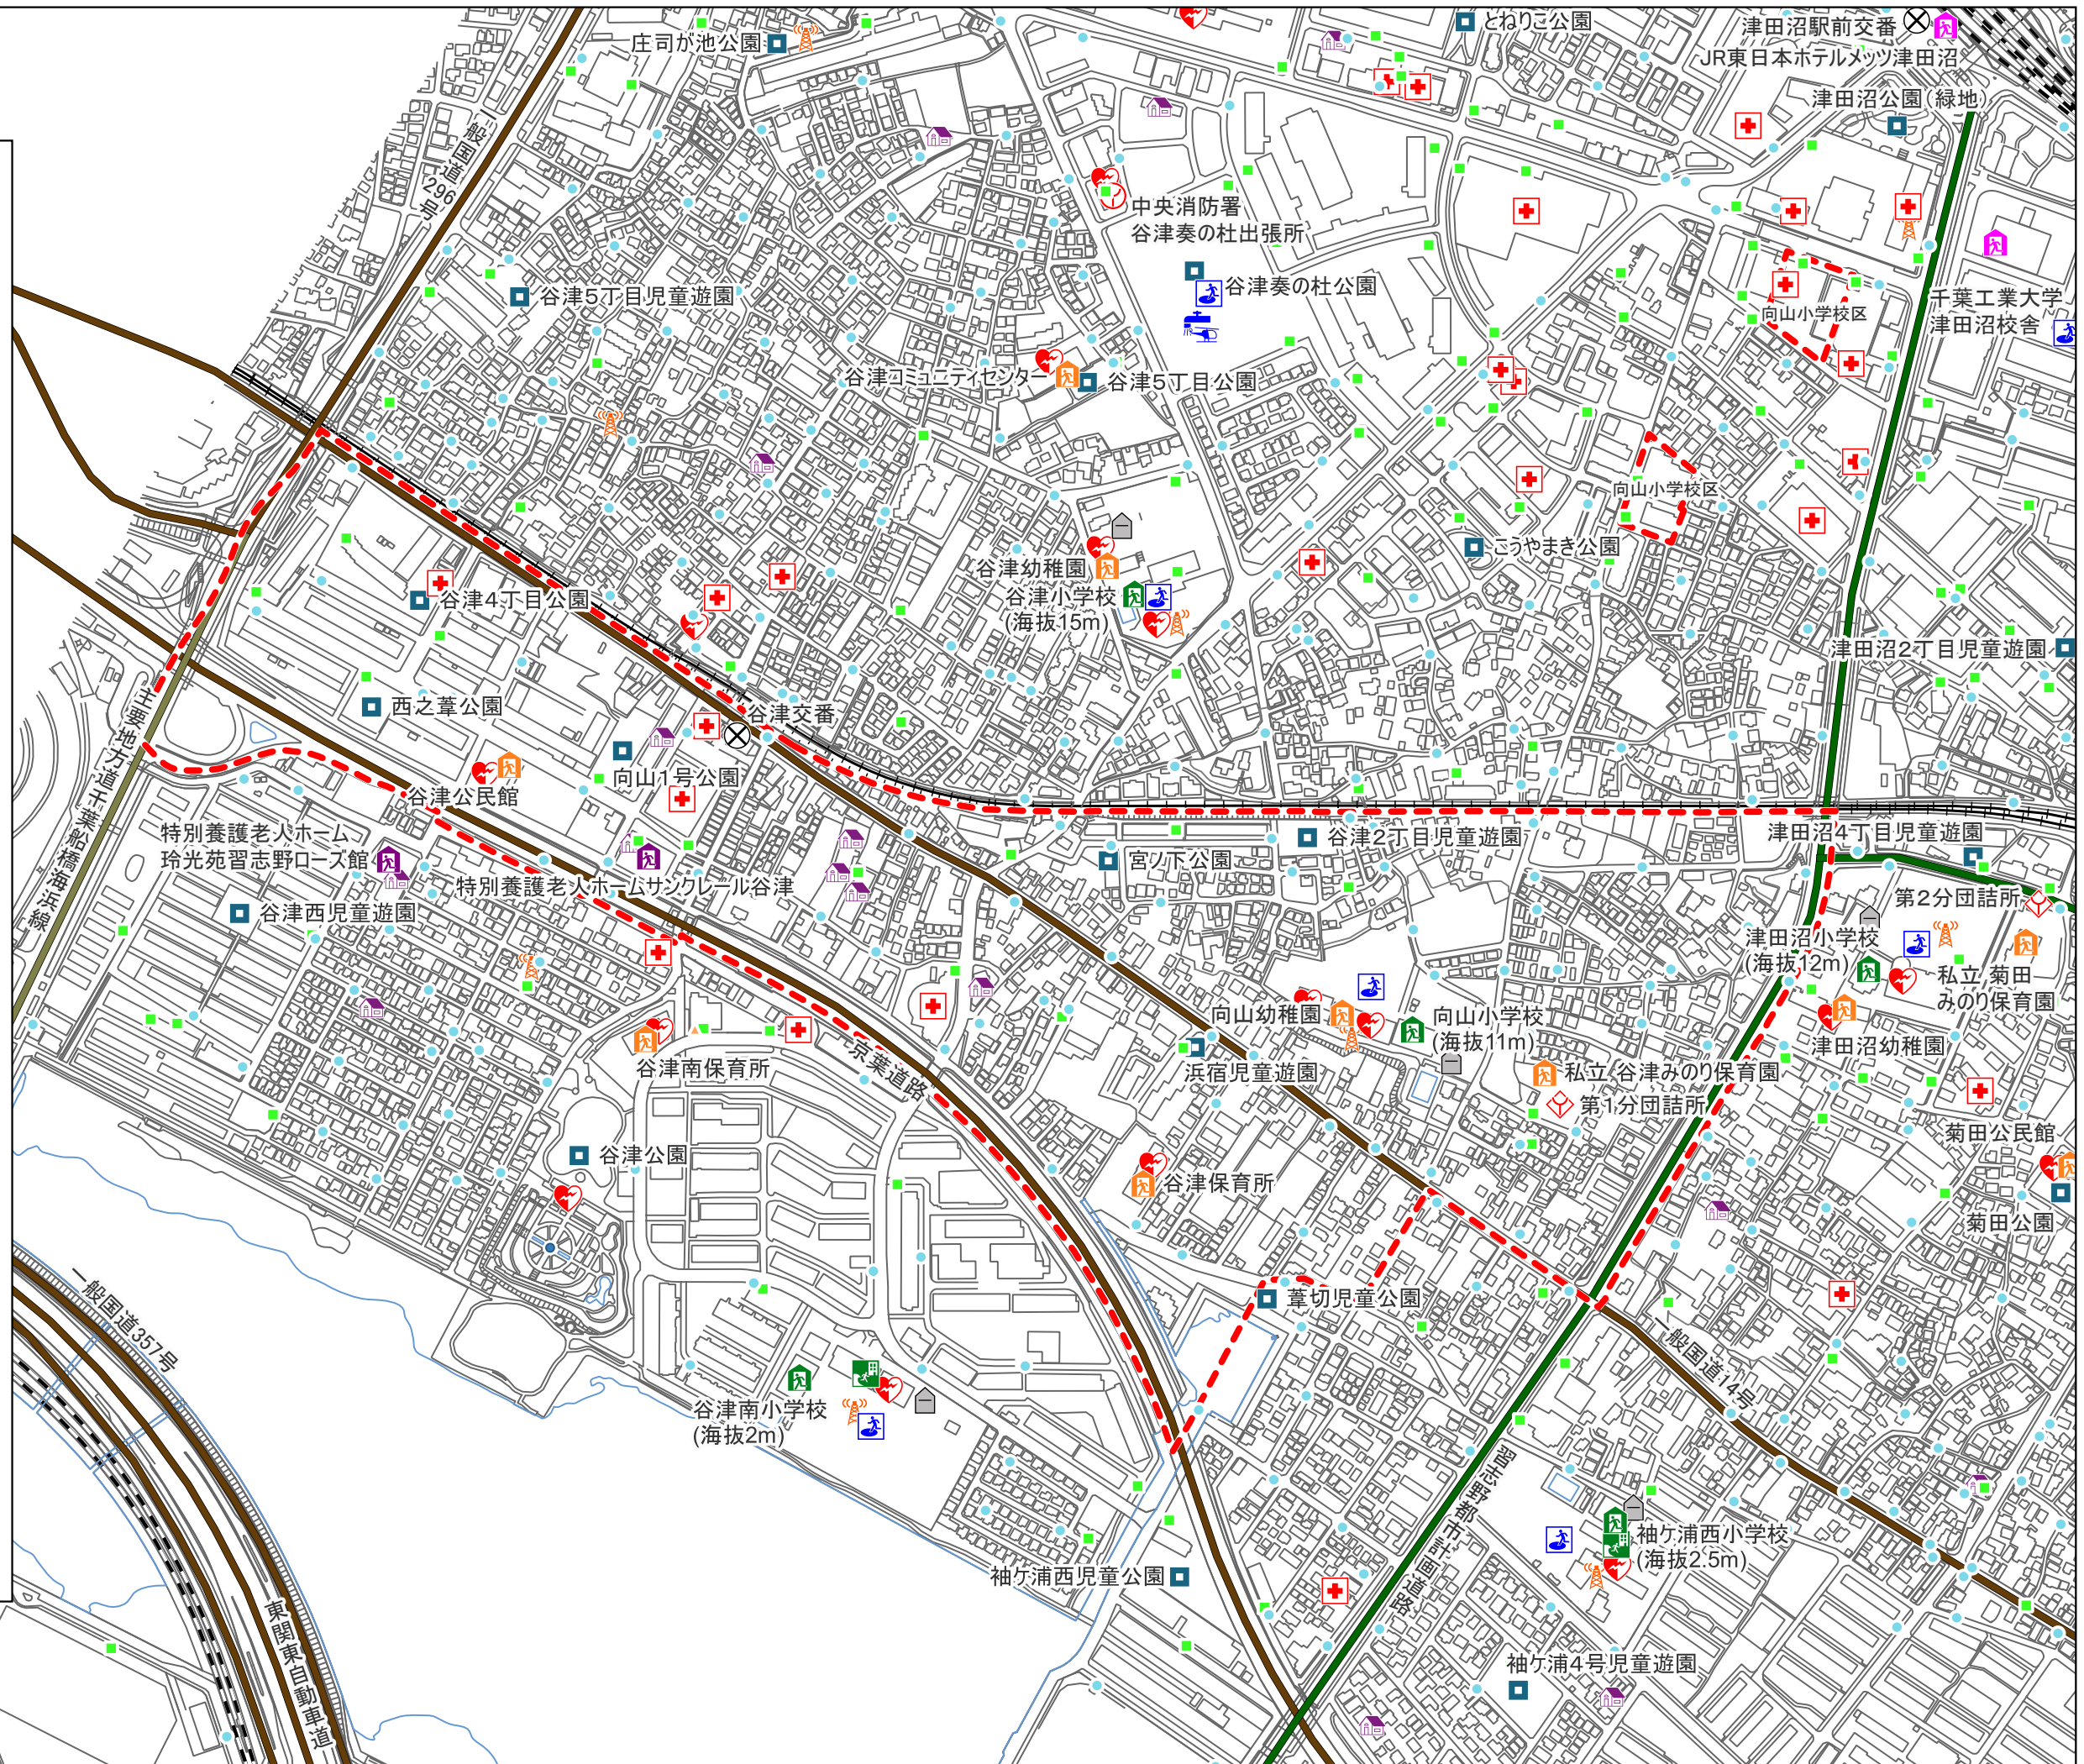 庄司が池公園
とねりこ公園
津田沼駅前交番
JR東日本ホテルメッツ津田沼
津田沼公園(緑地)
一般国道296号
中央消防署
谷津奏の杜出張所
谷津奏の杜公園
谷津5丁目児童遊園
向山小学校区
千葉工業大学
津田沼校舎
谷津コミュニティセンター
谷津5丁目公園
向山小学校区
こうやまき公園
谷津幼稚園
谷津小学校
(海抜15m)
谷津4丁目公園
津田沼2丁目児童遊園
西之葦公園
谷津交番
主要地方道千葉船橋海浜線
向山1号公園
谷津公民館
特別養護老人ホーム
玲光苑習志野ローズ館
特別養護老人ホームサンクレール谷津
谷津西児童遊園
宮ノ下公園
谷津2丁目児童遊園
津田沼4丁目児童遊園
第2分団詰所
津田沼小学校
(海抜12m)
私立 菊田
みのり保育園
向山幼稚園
向山小学校
(海抜11m)
津田沼幼稚園
谷津南保育所
京葉道路
浜宿児童遊園
私立 谷津みのり保育園
第1分団詰所
菊田公民館
谷津公園
谷津保育所
菊田公園
一般国道357号
葦切児童公園
一般国道14号
谷津南小学校
(海抜2m)
習志野都市計画道路
袖ケ浦西小学校
(海抜2.5m)
袖ケ浦西児童公園
東関東自動車道
袖ケ浦4号児童遊園